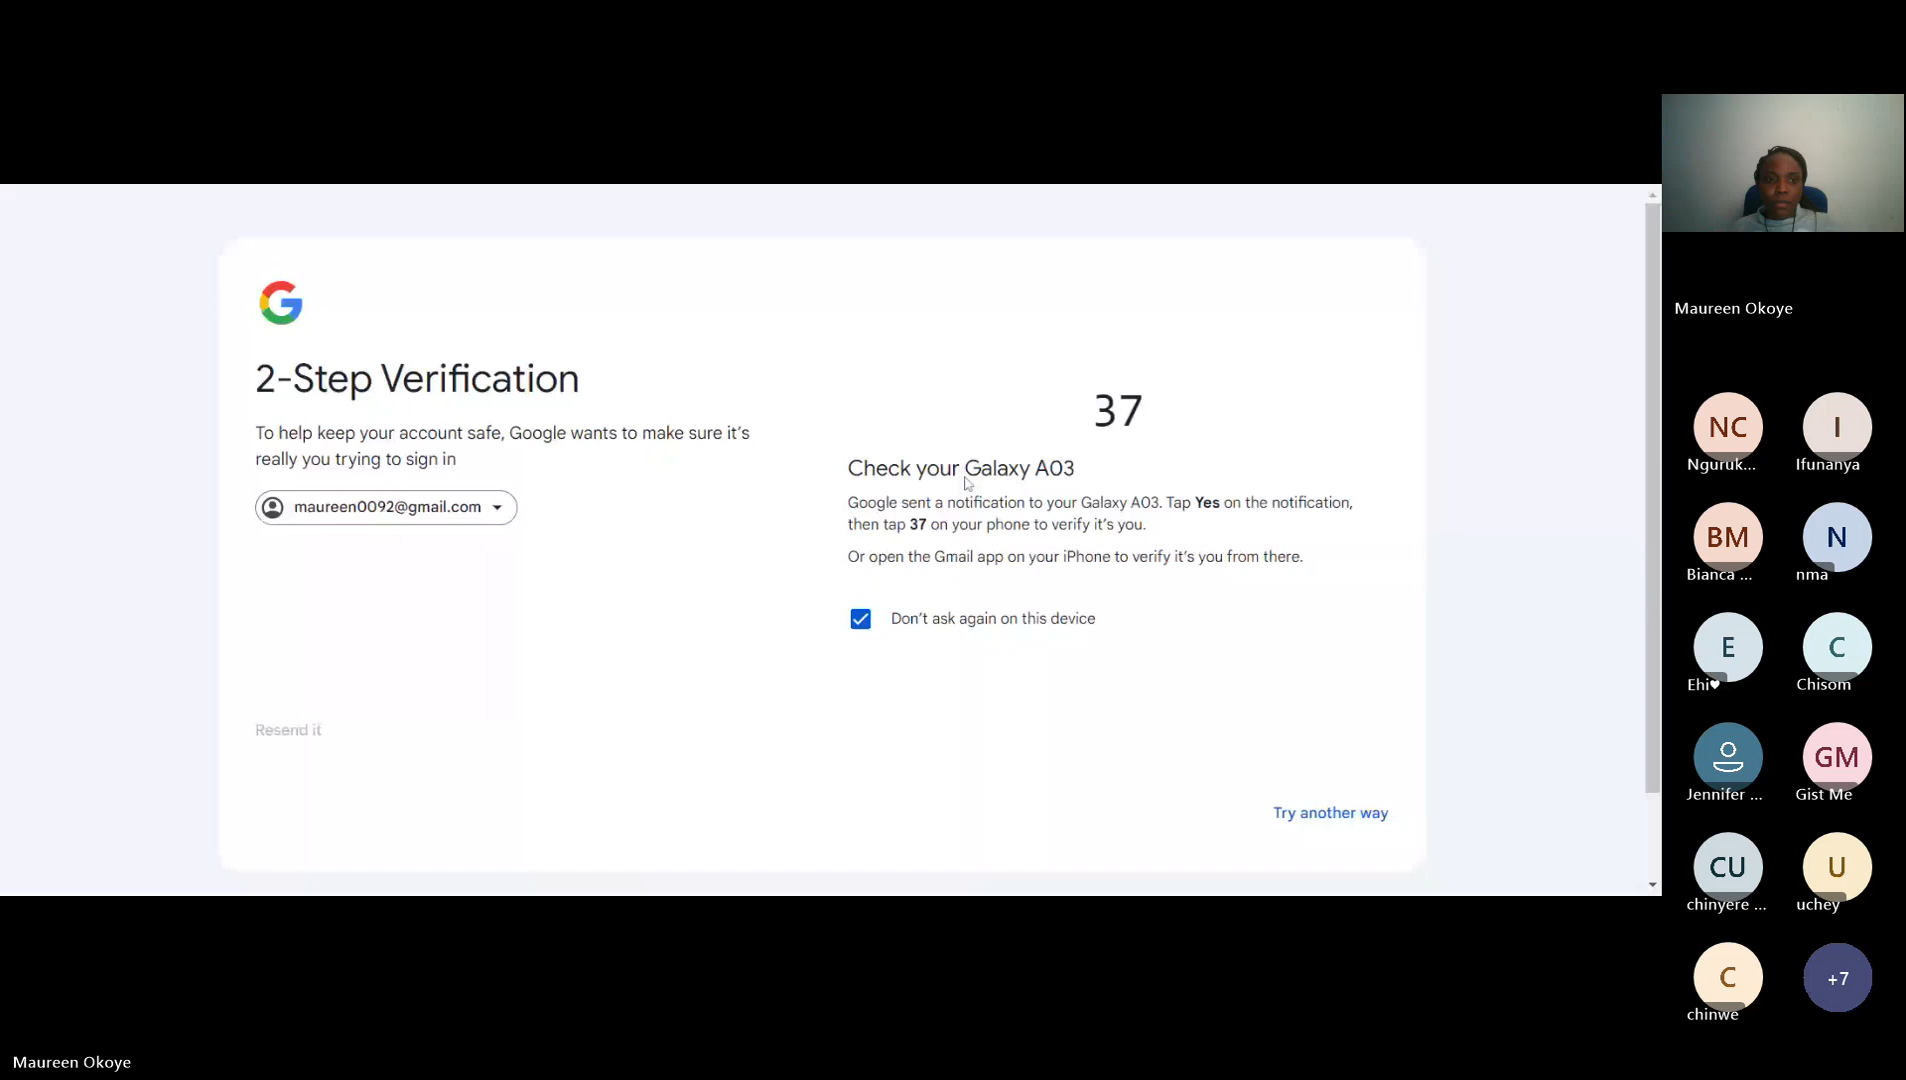 2-Step Verification
To help keep your account safe, Google wants to make sure it's
really you trying to sign in
maureen0092@gmail.com
Resend it
37
Check your Galaxy A03
Google sent a notification to your Galaxy A03. Tap Yes on the notification,
then tap 37 on your phone to verify it's you.
Or open the Gmail app on your iPhone to verify it's you from there.
Don't ask again on this device
Try another way
Maureen Okoye
NC
I
Nguruk...
Ifunanya
BM
N
Bianca ...
nma
E
C
Ehi♥
Chisom
GM
Jennifer ...
Gist Me
CU
U
chinyere ...
uchey
C
+7
chinwe
Maureen Okoye